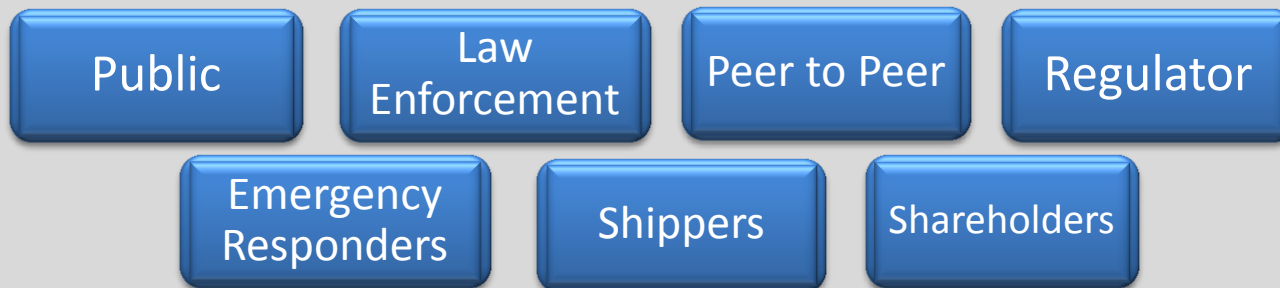 Public
Law
Enforcement
Peer to Peer
Regulator
Emergency
Responders
Shippers
Shareholders